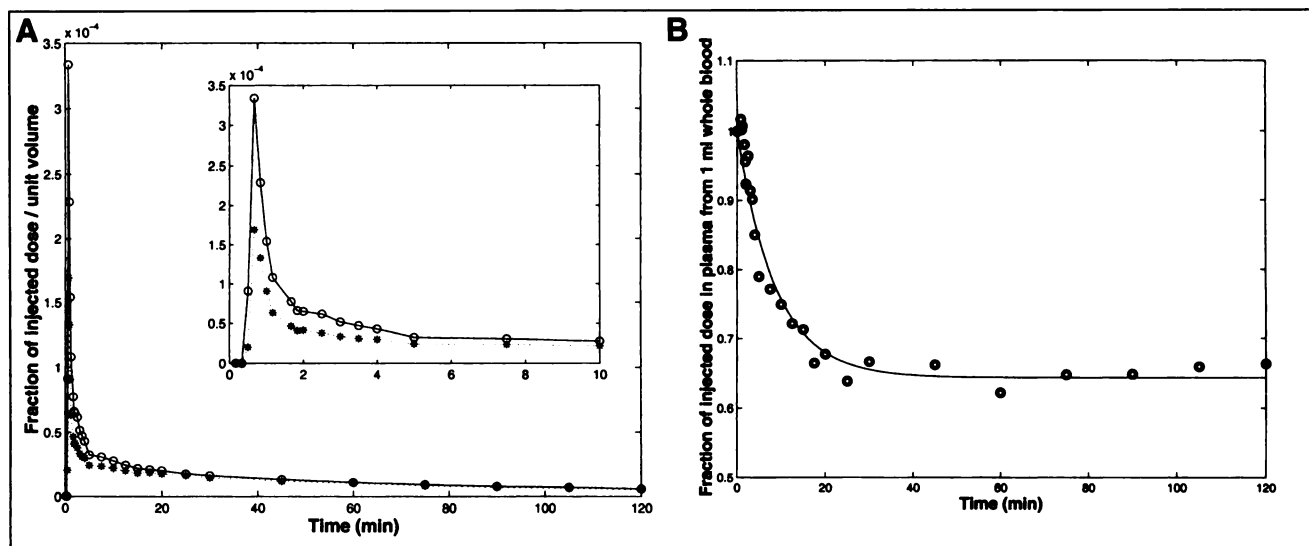 A
x 10⁻⁴
3.5
3
2.5
2
1.5
1
0.5
0
Fraction of injected dose / unit volume
0 20 40 60 80 100 120
Time (min)
x 10⁻⁴
3.5
3
2.5
2
1.5
1
0.5
0
0 2 4 6 8 10
B
1.1
1
0.9
0.8
0.7
0.6
0.5
Fraction of injected dose in plasma from 1 ml whole blood
0 20 40 60 80 100 120
Time (min)